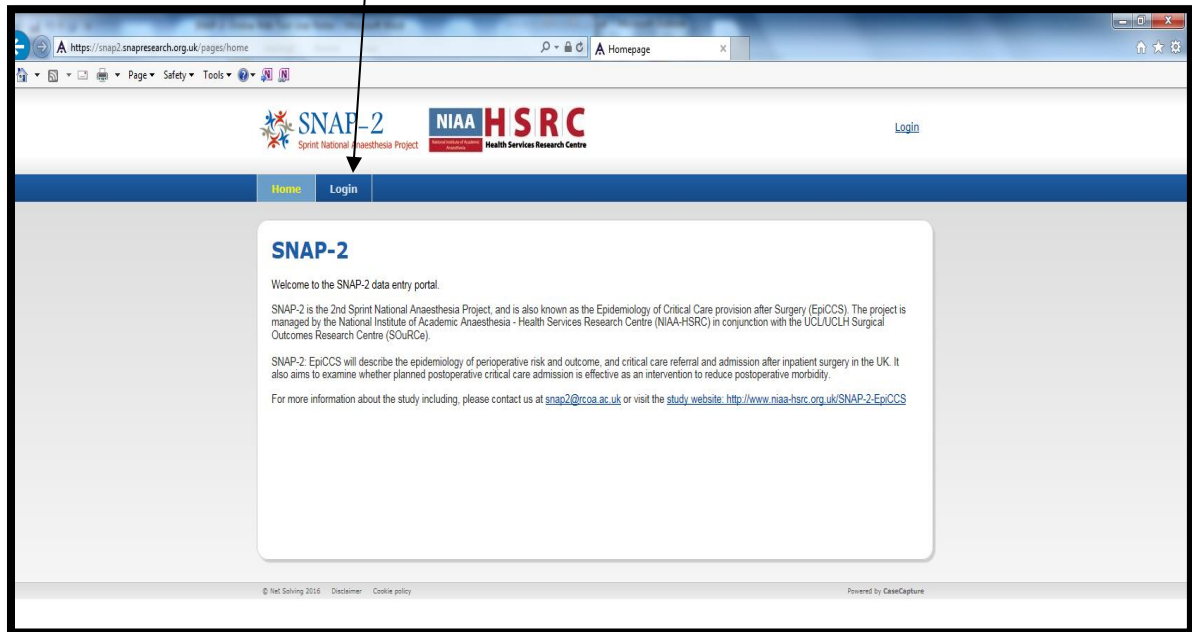 https://snap2.snapresearch.org.uk/pages/home
Homepage
Page Safety Tools
SNAP-2
Sprint National Anaesthesia Project
NIAA
National Institute of Academic Anaesthesia
HSRC
Health Services Research Centre
Login
Home Login
SNAP-2
Welcome to the SNAP-2 data entry portal.
SNAP-2 is the 2nd Sprint National Anaesthesia Project, and is also known as the Epidemiology of Critical Care provision after Surgery (EpiCCS). The project is
managed by the National Institute of Academic Anaesthesia - Health Services Research Centre (NIAA-HSRC) in conjunction with the UCL/UCLH Surgical
Outcomes Research Centre (SOuRCe).
SNAP-2: EpiCCS will describe the epidemiology of perioperative risk and outcome, and critical care referral and admission after inpatient surgery in the UK. It
also aims to examine whether planned postoperative critical care admission is effective as an intervention to reduce postoperative morbidity.
For more information about the study including, please contact us at snap2@rcoa.ac.uk or visit the study website: http://www.niaa-hsrc.org.uk/SNAP-2-EpiCCS
© Net Solving 2016 Disclaimer Cookie policy
Powered by CaseCapture